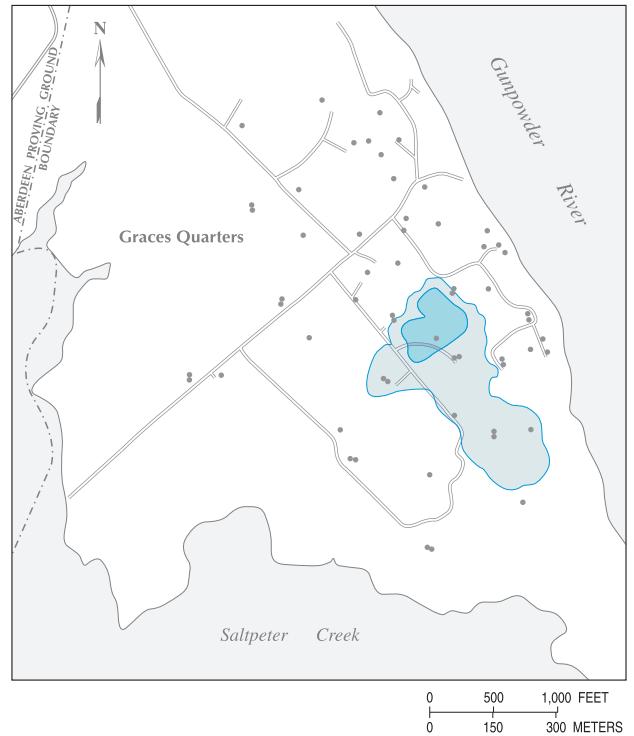 N
ABERDEEN PROVING GROUND
BOUNDARY
Gunpowder
River
Graces Quarters
Saltpeter Creek
0 500 1,000 FEET
0 150 300 METERS